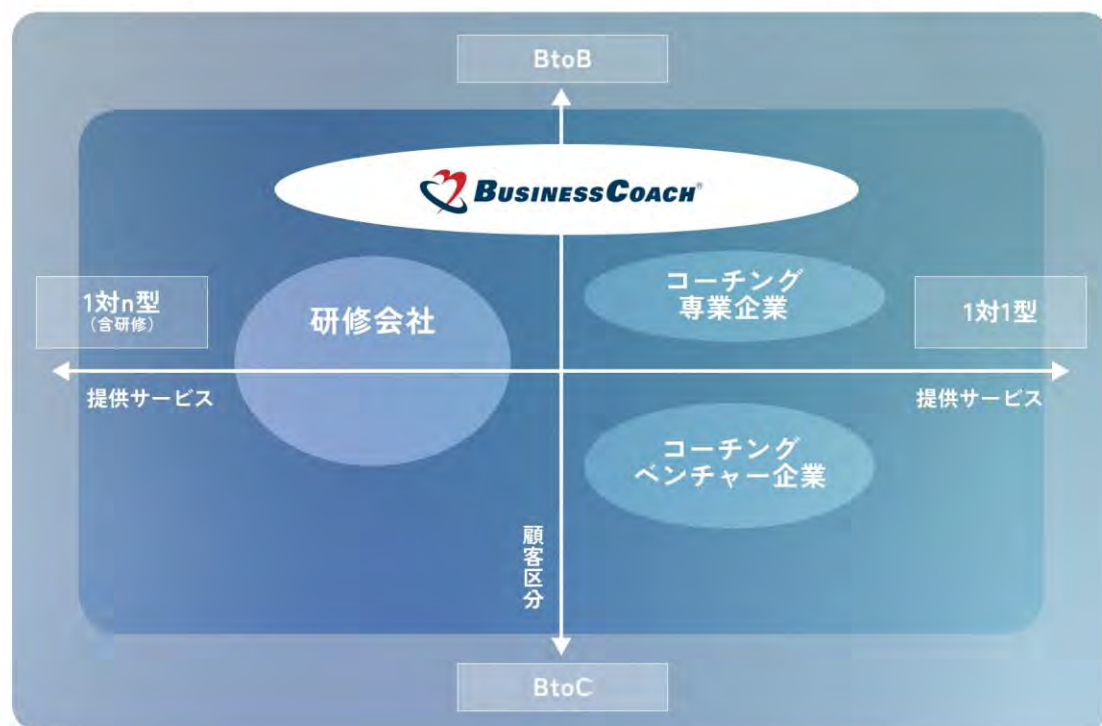 BtoB
BUSINESSCOACH®
コーチング
専業企業
研修会社
1対n型
(含研修)
1対1型
提供サービス
提供サービス
コーチング
ベンチャー企業
顧客区分
BtoC